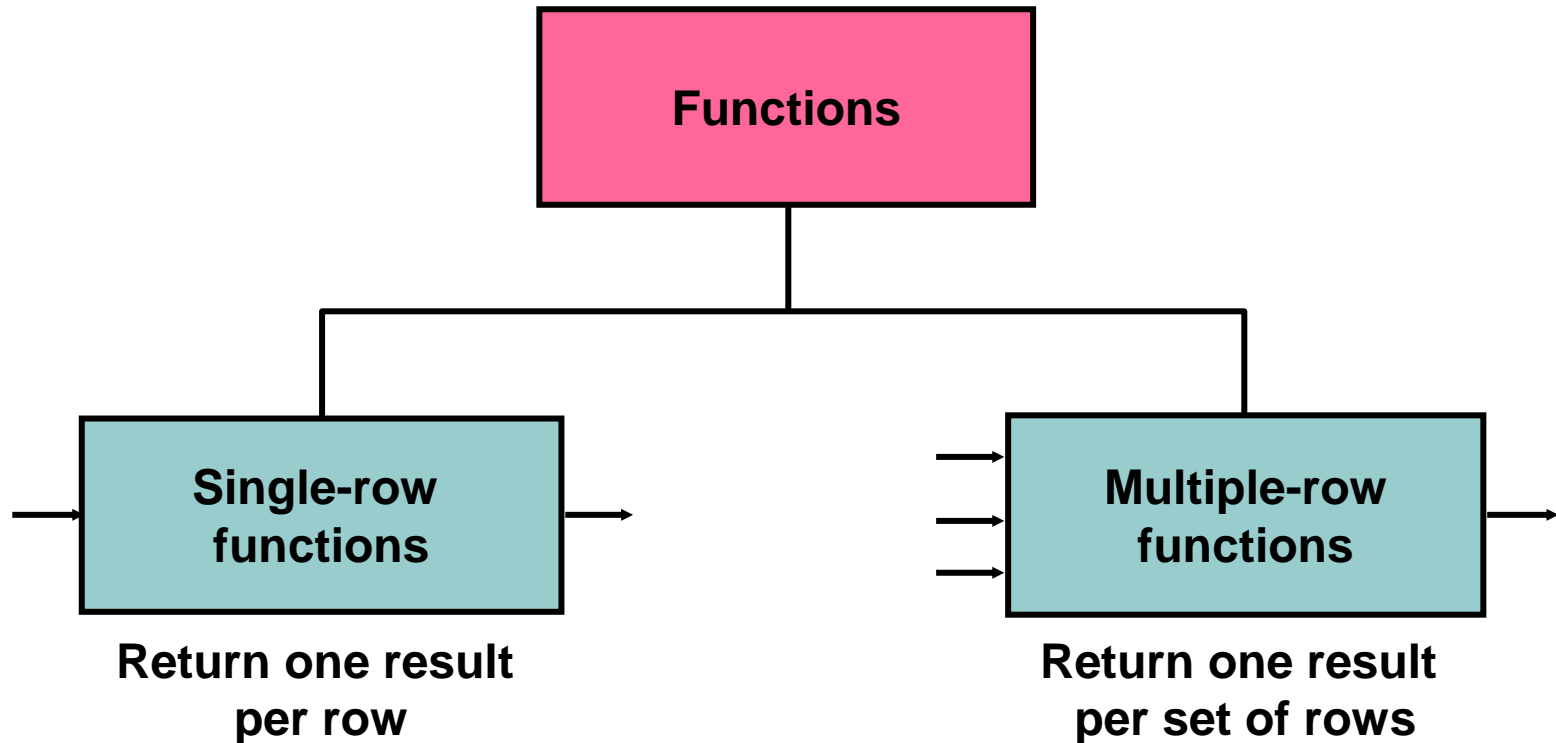 Functions
Single-row
functions
Multiple-row
functions
Return one result
per row
Return one result
per set of rows